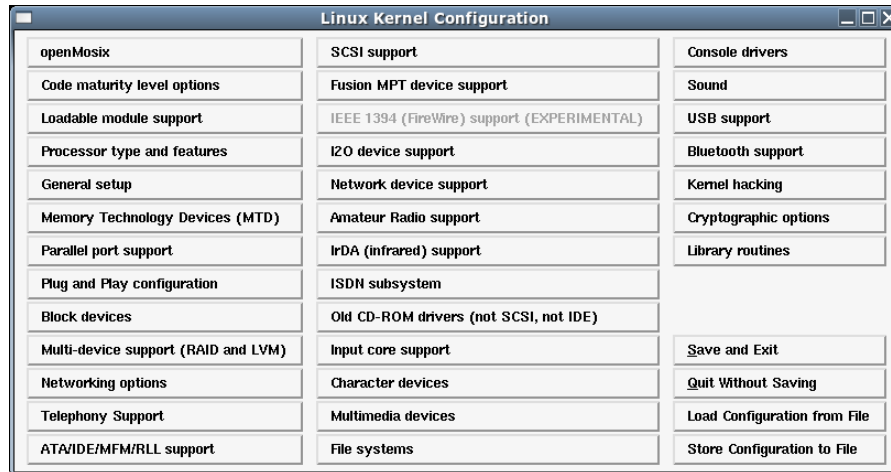 Linux Kernel Configuration
openMosix
Code maturity level options
Loadable module support
Processor type and features
General setup
Memory Technology Devices (MTD)
Parallel port support
Plug and Play configuration
Block devices
Multi-device support (RAID and LVM)
Networking options
Telephony Support
ATA/IDE/MFM/RLL support
SCSI support
Fusion MPT device support
IEEE 1394 (FireWire) support (EXPERIMENTAL)
I2O device support
Network device support
Amateur Radio support
IrDA (infrared) support
ISDN subsystem
Old CD-ROM drivers (not SCSI, not IDE)
Input core support
Character devices
Multimedia devices
File systems
Console drivers
Sound
USB support
Bluetooth support
Kernel hacking
Cryptographic options
Library routines
Save and Exit
Quit Without Saving
Load Configuration from File
Store Configuration to File